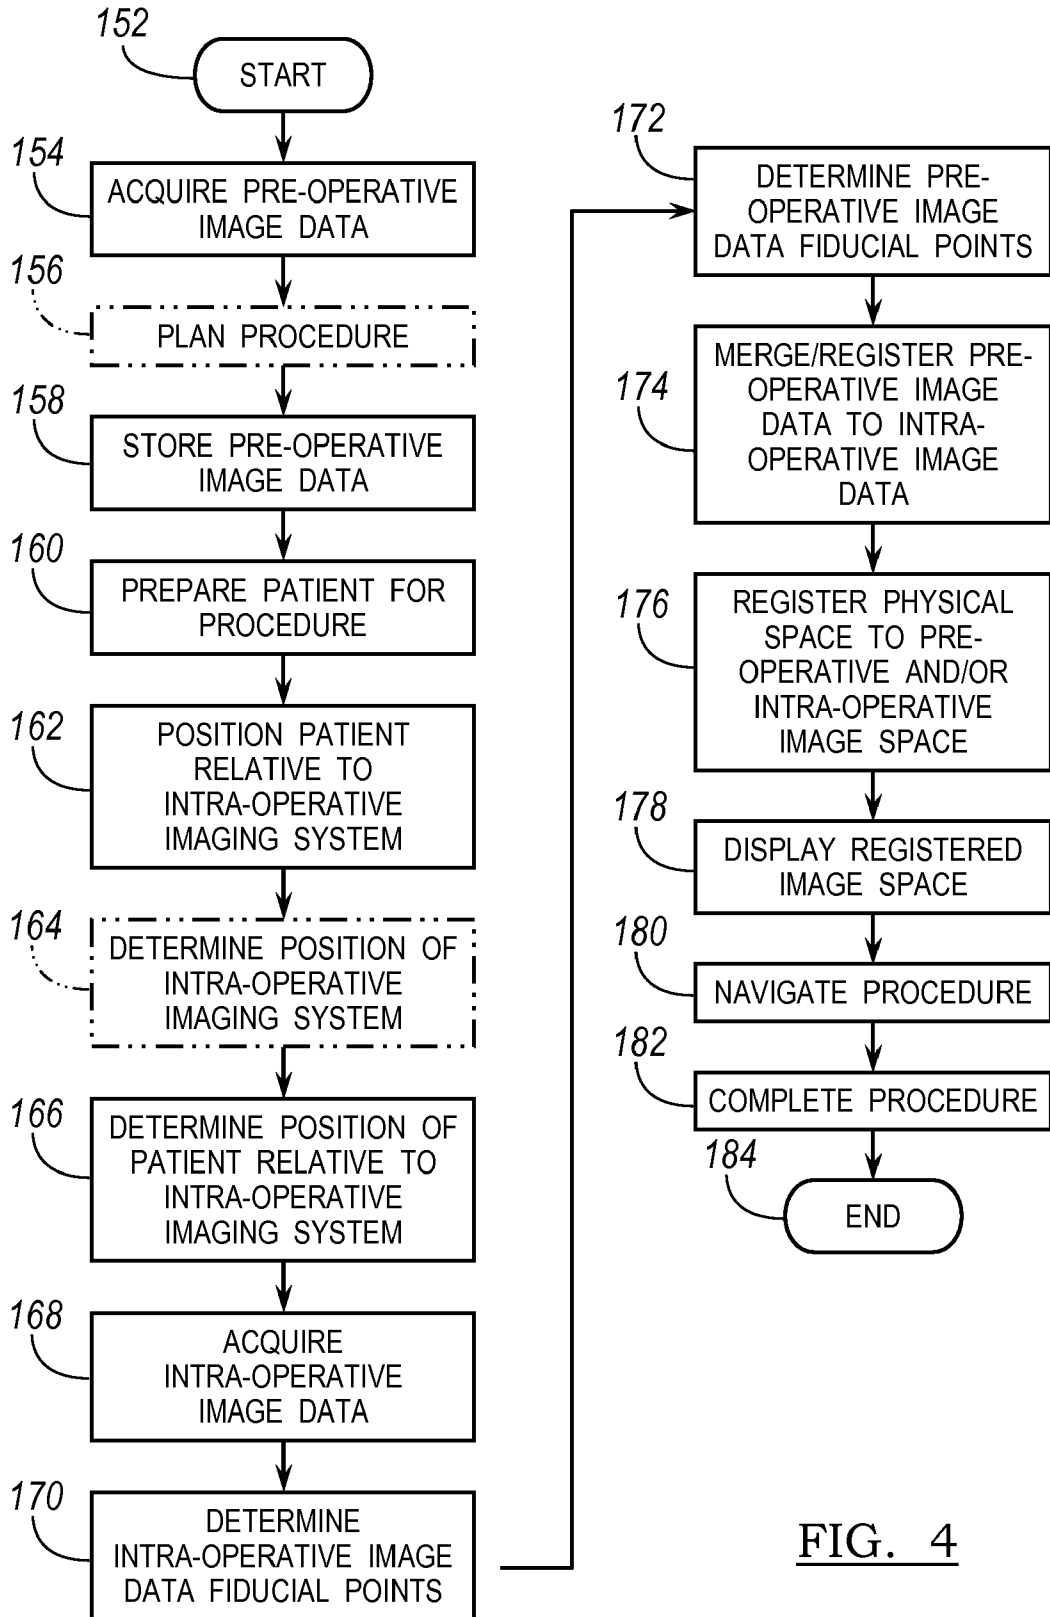 152
START
154
ACQUIRE PRE-OPERATIVE
IMAGE DATA
156
PLAN PROCEDURE
158
STORE PRE-OPERATIVE
IMAGE DATA
160
PREPARE PATIENT FOR
PROCEDURE
162
POSITION PATIENT
RELATIVE TO
INTRA-OPERATIVE
IMAGING SYSTEM
164
DETERMINE POSITION OF
INTRA-OPERATIVE
IMAGING SYSTEM
166
DETERMINE POSITION OF
PATIENT RELATIVE TO
INTRA-OPERATIVE
IMAGING SYSTEM
168
ACQUIRE
INTRA-OPERATIVE
IMAGE DATA
170
DETERMINE
INTRA-OPERATIVE IMAGE
DATA FIDUCIAL POINTS
172
DETERMINE PRE-
OPERATIVE IMAGE
DATA FIDUCIAL POINTS
174
MERGE/REGISTER PRE-
OPERATIVE IMAGE
DATA TO INTRA-
OPERATIVE IMAGE
DATA
176
REGISTER PHYSICAL
SPACE TO PRE-
OPERATIVE AND/OR
INTRA-OPERATIVE
IMAGE SPACE
178
DISPLAY REGISTERED
IMAGE SPACE
180
NAVIGATE PROCEDURE
182
COMPLETE PROCEDURE
184
END
FIG. 4